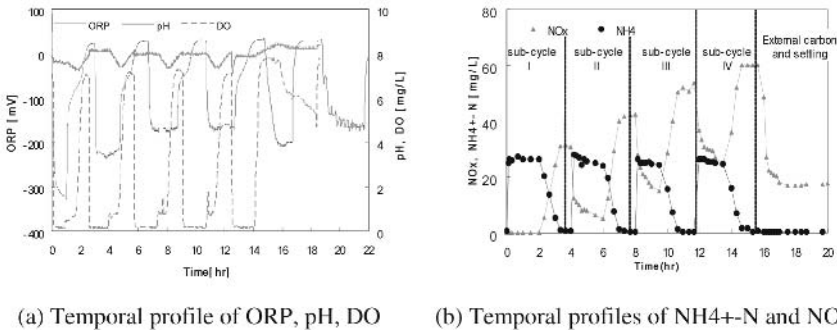 ORP pH DO
100
0
-100
-200
-300
-400
ORP [ mV]
10
8
6
4
2
0
pH, DO [ mg/L]
0 2 4 6 8 10 12 14 16 18 20 22
Time[ hr]
(a) Temporal profile of ORP, pH, DO
NOx NH4
80
60
40
20
0
NOx, NH4+- N [ mg/L]
sub-cycle I
sub-cycle II
sub-cycle III
sub-cycle IV
External carbon
and settling
0 2 4 6 8 10 12 14 16 18 20
Time(hr)
(b) Temporal profiles of NH4+-N and NO